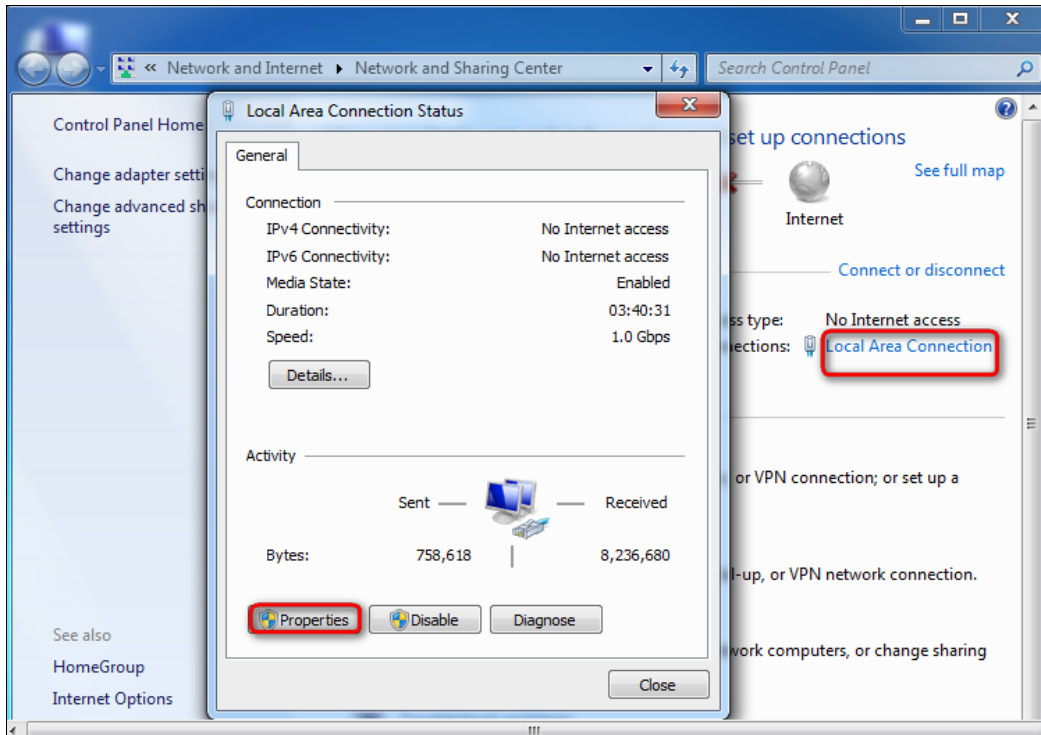 « Network and Internet ▸ Network and Sharing Center
Search Control Panel
Control Panel Home
Change adapter setti
Change advanced sh
settings
See also
HomeGroup
Internet Options
Local Area Connection Status
General
Connection
IPv4 Connectivity: No Internet access
IPv6 Connectivity: No Internet access
Media State: Enabled
Duration: 03:40:31
Speed: 1.0 Gbps
Details...
Activity
Sent — — Received
Bytes: 758,618 | 8,236,680
Properties Disable Diagnose
Close
set up connections
See full map
Internet
Connect or disconnect
ss type: No Internet access
ections: Local Area Connection
or VPN connection; or set up a
l-up, or VPN network connection.
work computers, or change sharing